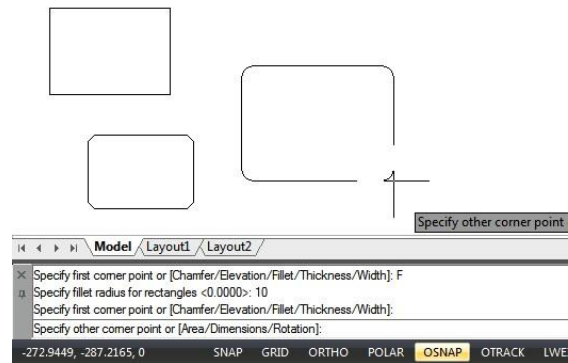 Specify other corner point
Model Layout1 Layout2
Specify first corner point or [Chamfer/Elevation/Fillet/Thickness/Width]: F
Specify fillet radius for rectangles <0.0000>: 10
Specify first corner point or [Chamfer/Elevation/Fillet/Thickness/Width]:
Specify other corner point or [Area/Dimensions/Rotation]:
-272.9449, -287.2165, 0 SNAP GRID ORTHO POLAR OSNAP OTRACK LWE